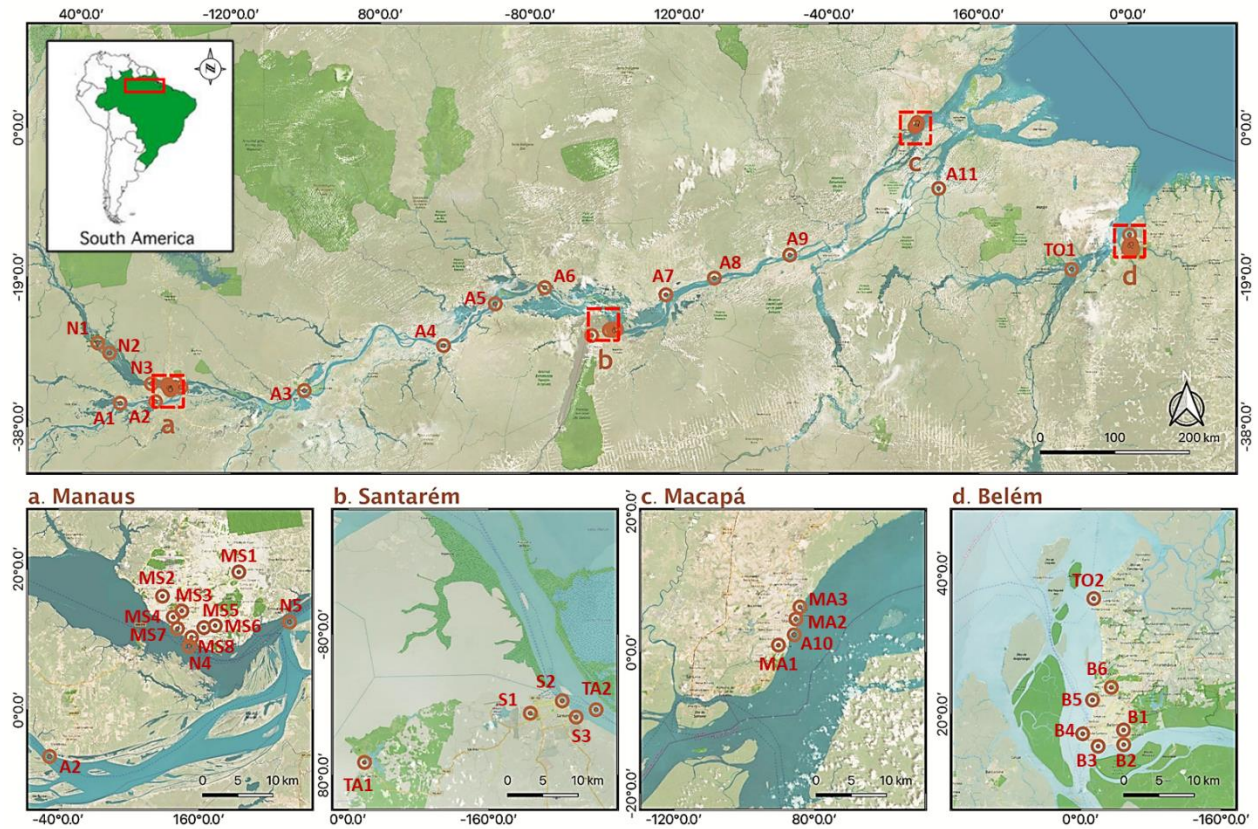 40°0.0' -120°0.0' 80°0.0' -80°0.0' 120°0.0' -40°0.0' 160°0.0' 0°0.0'
South America
0°0.0' 0°0.0'
c
A11
A9
TO1
d
A8
A7
A6
A5
-19°0.0' -19°0.0'
A4
b
N1
N2
N3
A3
A1
A2
a
-38°0.0' -38°0.0'
0 100 200 km
a. Manaus
MS1
MS2
MS3
MS4
MS5
MS6
MS7
MS8
N5
N4
A2
0 5 10 km
20°0.0'
0°0.0'
-40°0.0' 160°0.0'
b. Santarém
S1
S2
TA2
S3
TA1
0 5 10 km
-80°0.0'
80°0.0'
0°0.0' -160°0.0'
c. Macapá
MA3
MA2
A10
MA1
0 5 10 km
20°0.0'
0°0.0'
-20°0.0'
-120°0.0' 80°0.0'
d. Belém
TO2
B6
B5
B1
B4
B3
B2
0 5 10 km
40°0.0'
20°0.0'
0°0.0' -160°0.0'